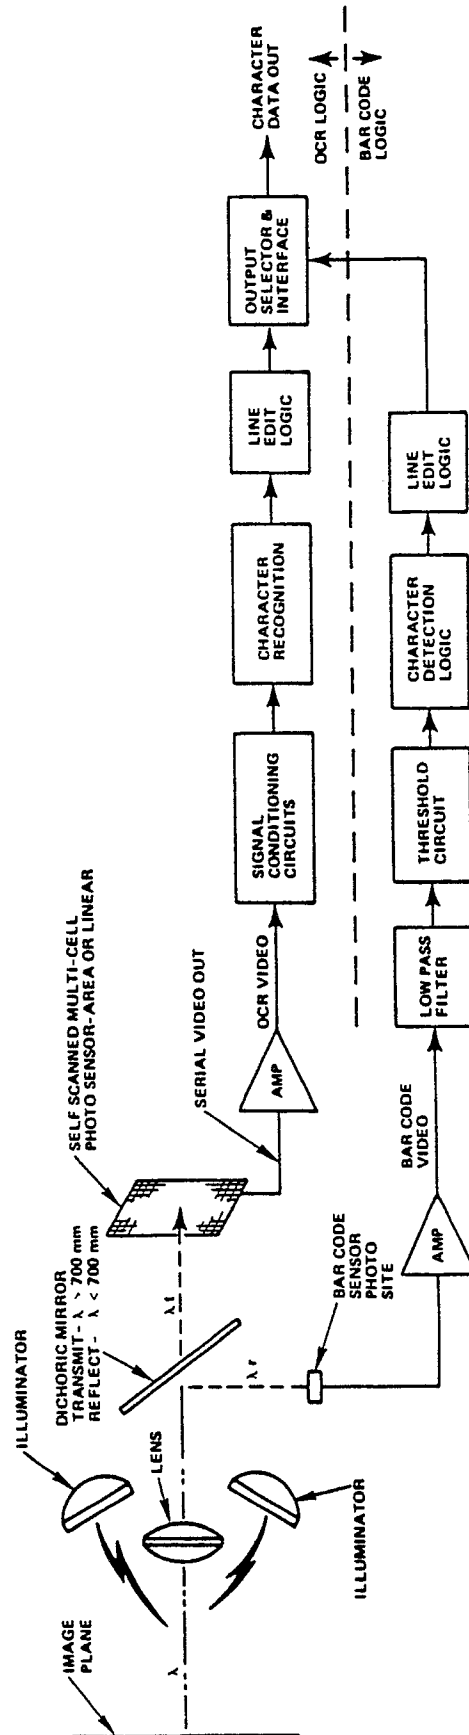 IMAGE
PLANE
λ
ILLUMINATOR
LENS
ILLUMINATOR
DICHORIC MIRROR
TRANSMIT - λ > 700 mm
REFLECT - λ < 700 mm
λ t
λ r
SELF SCANNED MULTI-CELL
PHOTO SENSOR-AREA OR LINEAR
SERIAL VIDEO OUT
AMP
OCR VIDEO
SIGNAL
CONDITIONING
CIRCUITS
CHARACTER
RECOGNITION
LINE
EDIT
LOGIC
OUTPUT
SELECTOR &
INTERFACE
CHARACTER
DATA OUT
OCR LOGIC
BAR CODE
LOGIC
BAR CODE
SENSOR
PHOTO
SITE
AMP
BAR CODE
VIDEO
LOW PASS
FILTER
THRESHOLD
CIRCUIT
CHARACTER
DETECTION
LOGIC
LINE
EDIT
LOGIC